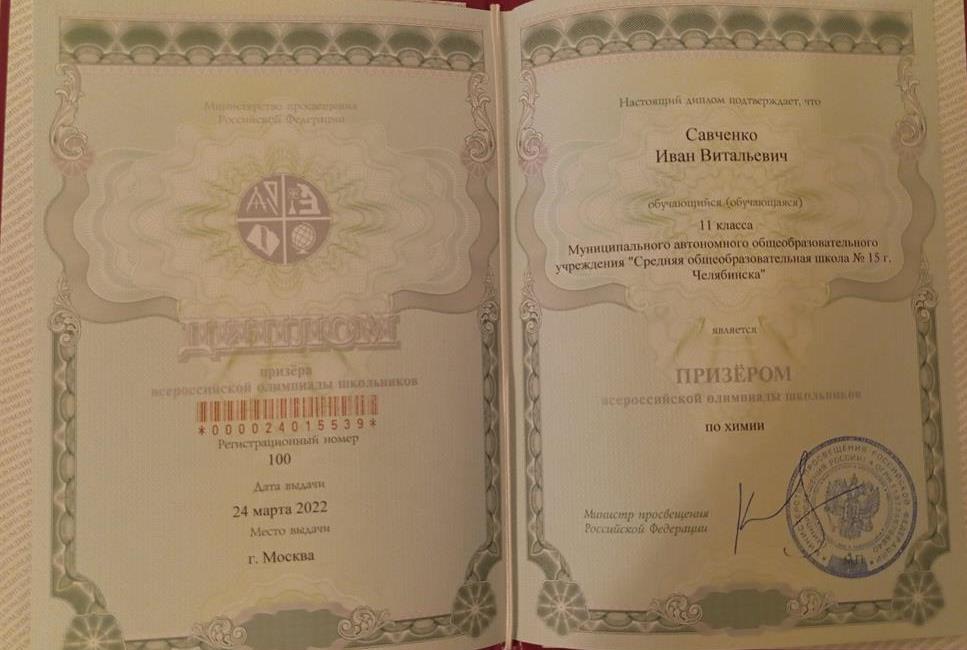 Министерство просвещения
Российской Федерации
ДИПЛОМ
призёра
всероссийской олимпиады школьников
*000024015539*
Регистрационный номер
100
Дата выдачи
24 марта 2022
Место выдачи
г. Москва
Настоящий диплом подтверждает, что
Савченко
Иван Витальевич
обучающийся (обучающаяся)
11 класса
Муниципального автономного общеобразовательного
учреждения "Средняя общеобразовательная школа № 15 г.
Челябинска"
является
ПРИЗЁРОМ
всероссийской олимпиады школьников
по химии
Министр просвещения
Российской Федерации
М.П.